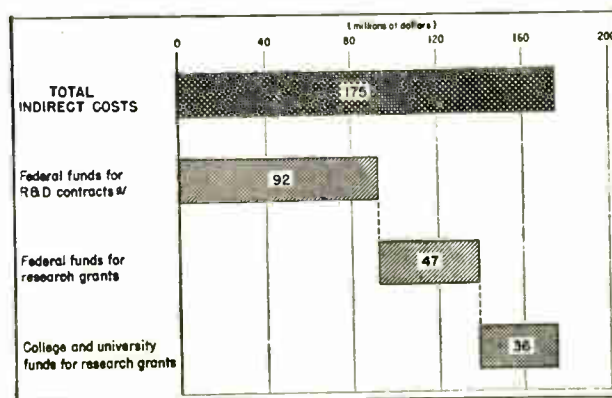 (millions of dollars)
0 40 80 120 160 200
TOTAL
INDIRECT COSTS
175
Federal funds for
R&D contracts a/
92
Federal funds for
research grants
47
College and university
funds for research grants
36